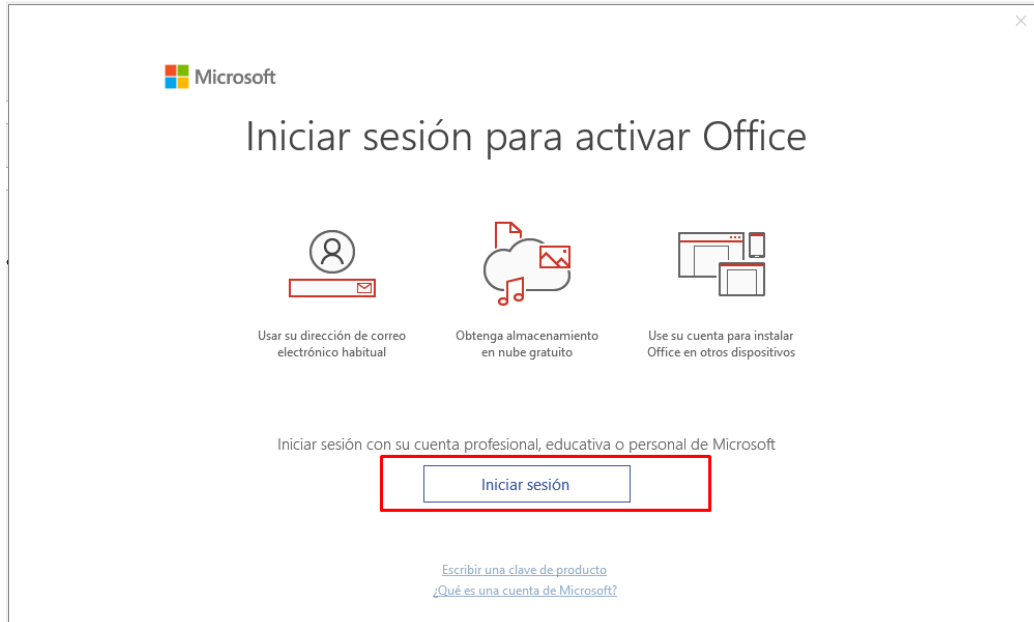 Microsoft
Iniciar sesión para activar Office
Usar su dirección de correo
electrónico habitual
Obtenga almacenamiento
en nube gratuito
Use su cuenta para instalar
Office en otros dispositivos
Iniciar sesión con su cuenta profesional, educativa o personal de Microsoft
Iniciar sesión
Escribir una clave de producto
¿Qué es una cuenta de Microsoft?